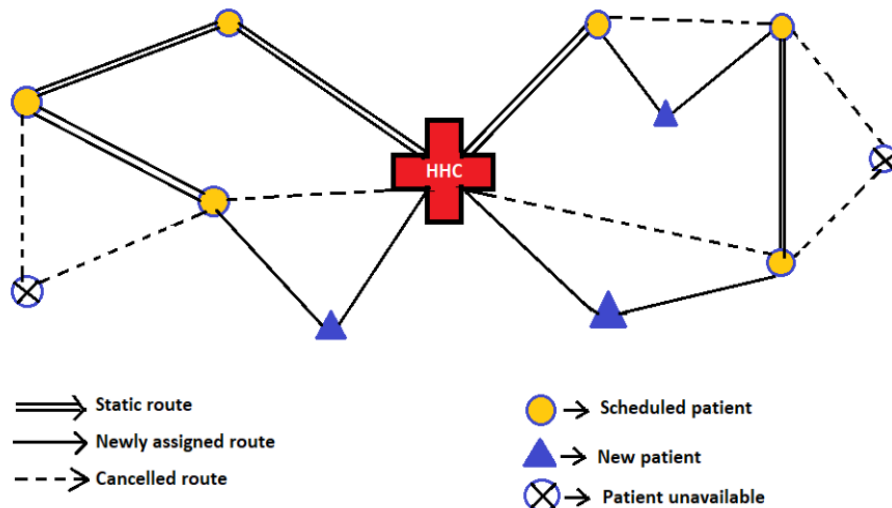 HHC
Static route
Newly assigned route
Cancelled route
Scheduled patient
New patient
Patient unavailable